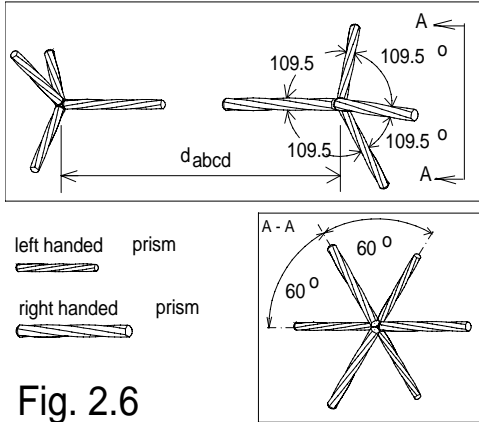 A
109.5
109.5 o
109.5
109.5 o
dabcd
A
left handed prism
right handed prism
A - A
60 o
60 o
Fig. 2.6